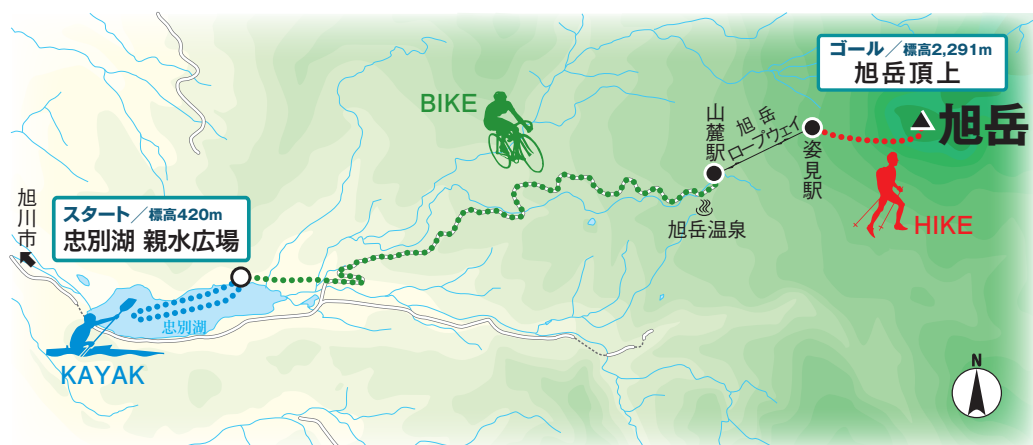 ゴール／標高2,291m
旭岳頂上
旭岳
BIKE
山麓駅
旭岳
ロープウェイ
姿見駅
旭川市
スタート／標高420m
忠別湖 親水広場
旭岳温泉
HIKE
忠別湖
KAYAK
N